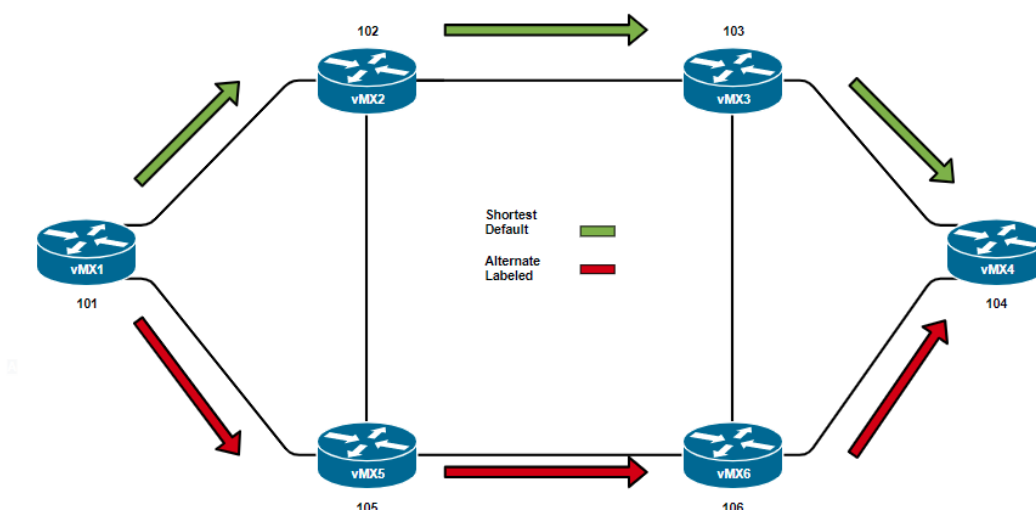 102
103
vMX2
vMX3
Shortest
Default
vMX1
vMX4
Alternate
Labeled
101
104
vMX5
vMX6
105
106